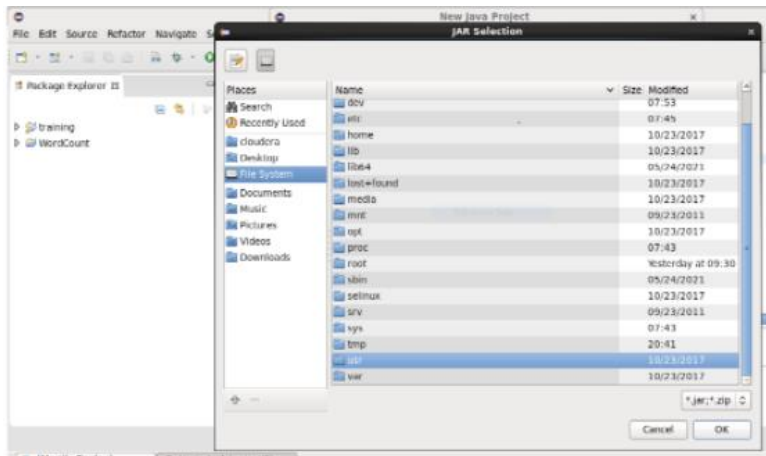 New Java Project
File Edit Source Refactor Navigate
JAR Selection
Package Explorer
training
WordCount
Places
Search
Recently Used
cloudera
Desktop
File System
Documents
Music
Pictures
Videos
Downloads
Name Size Modified
dev 07:53
etc 07:45
home 10/23/2017
lib 10/23/2017
lib64 05/24/2021
lost+found 10/23/2017
media 10/23/2017
mnt 09/23/2011
opt 10/23/2017
proc 07:43
root Yesterday at 09:30
sbin 05/24/2021
selinux 10/23/2017
srv 09/23/2011
sys 07:43
tmp 20:41
usr 10/23/2017
var 10/23/2017
*.jar;*.zip
Cancel OK